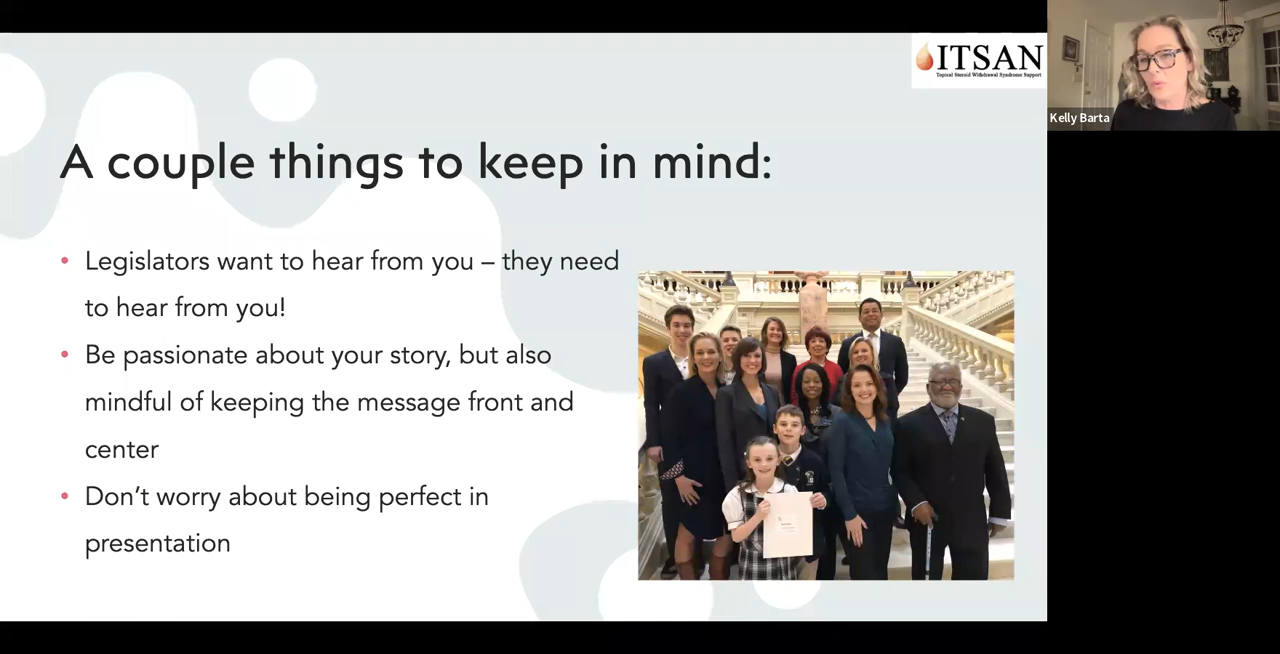 ITSAN
Topical Steroid Withdrawal Syndrome Support
Kelly Barta
A couple things to keep in mind:
• Legislators want to hear from you – they need
to hear from you!
• Be passionate about your story, but also
mindful of keeping the message front and
center
• Don’t worry about being perfect in
presentation